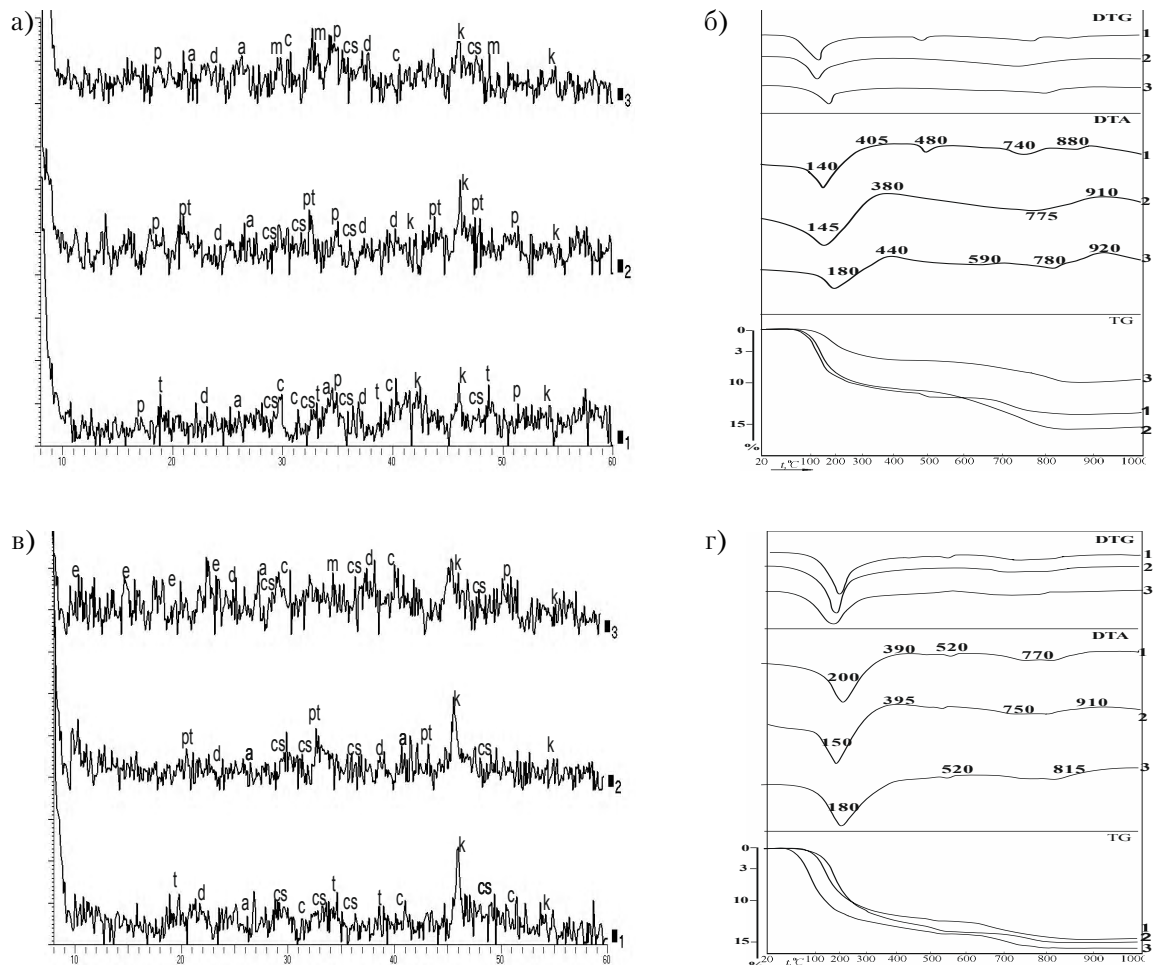 а)
p a d a m c m p cs d c k cs m k
3
p pt d a cs cs pt p cs d d k pt k pt p k
2
t p d a cs c c cs t a p cs d t c k k cs t p k
1
10 20 30 40 50 60
б)
DTG
1
2
3
DTA
405 480 740 880 1
140
380 910 2
145 775
440 590 780 920 3
180
TG
0
3
10 3
1
15 2
%
20 100 200 300 400 500 600 700 800 900 1000
t,°C
в)
e e e d a cs c m cs d c k cs p k
3
pt d a cs cs pt cs d a pt k cs k
2
t d a cs c cs t cs t c k cs c k
1
10 20 30 40 50 60
г)
DTG
1
2
3
DTA
390 520 770 1
200
395 750 910 2
150
520 815 3
180
TG
0
3
10
1
15 2
3
%
20 100 200 300 400 500 600 700 800 900 1000
t,°C